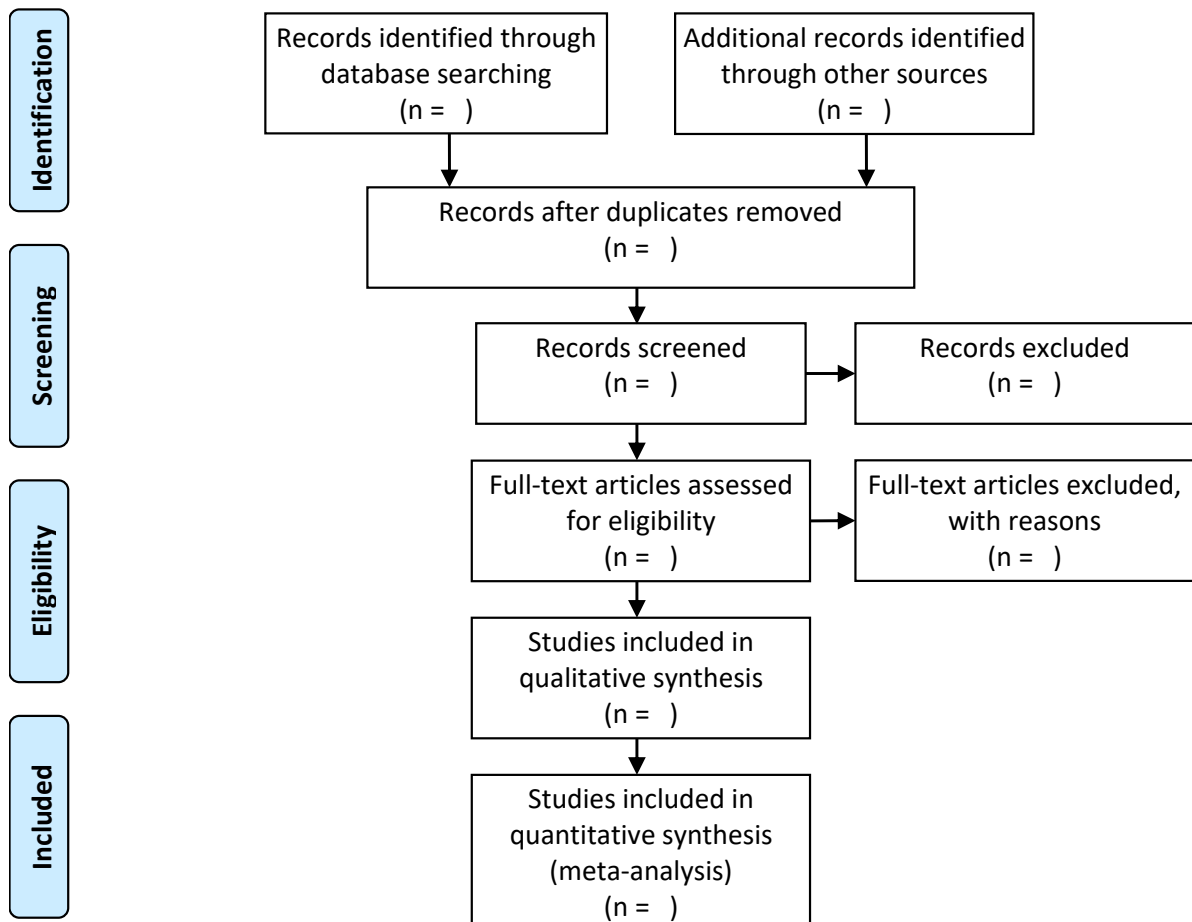 Identification
Records identified through
database searching
(n = )
Additional records identified
through other sources
(n = )
Records after duplicates removed
(n = )
Screening
Records screened
(n = )
Records excluded
(n = )
Eligibility
Full-text articles assessed
for eligibility
(n = )
Full-text articles excluded,
with reasons
(n = )
Studies included in
qualitative synthesis
(n = )
Included
Studies included in
quantitative synthesis
(meta-analysis)
(n = )